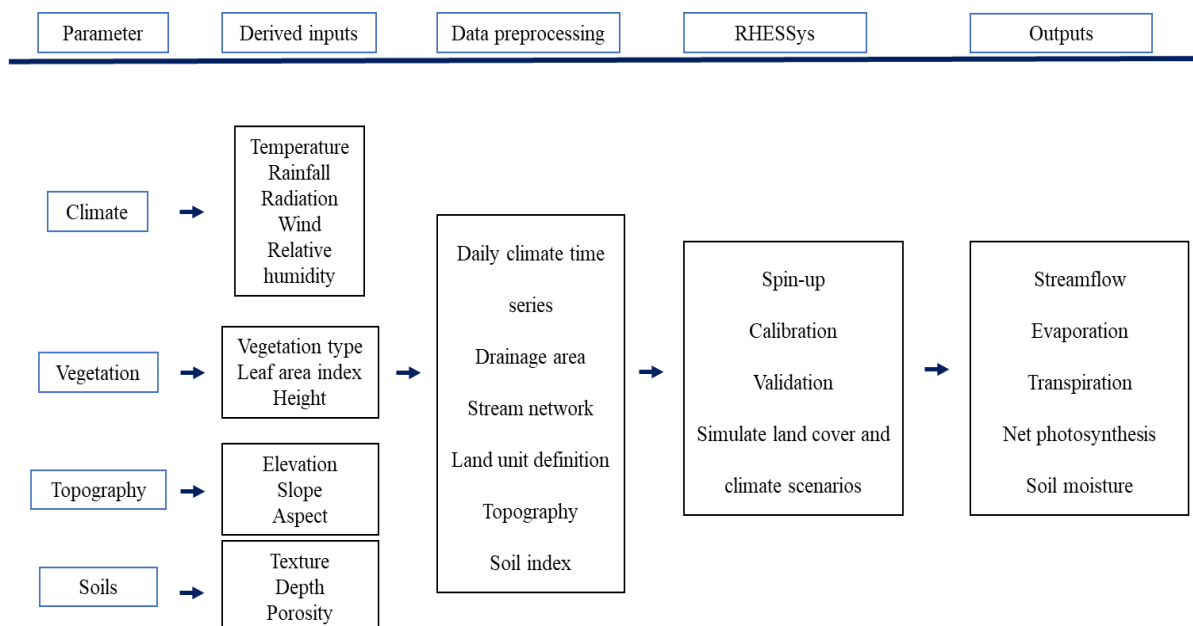 Parameter
Derived inputs
Data preprocessing
RHESSys
Outputs
Climate
Temperature
Rainfall
Radiation
Wind
Relative
humidity
Vegetation
Vegetation type
Leaf area index
Height
Topography
Elevation
Slope
Aspect
Soils
Texture
Depth
Porosity
Daily climate time
series
Drainage area
Stream network
Land unit definition
Topography
Soil index
Spin-up
Calibration
Validation
Simulate land cover and
climate scenarios
Streamflow
Evaporation
Transpiration
Net photosynthesis
Soil moisture